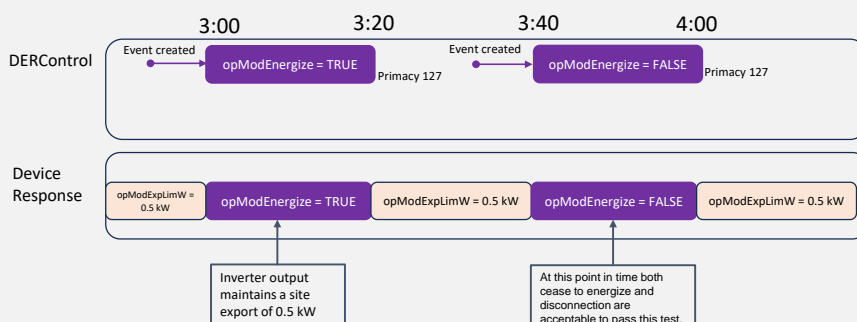 3:00 3:20 3:40 4:00
DERControl
Event created
opModEnergize = TRUE
Primacy 127
Event created
opModEnergize = FALSE
Primacy 127
Device
Response
opModExpLimW =
0.5 kW
opModEnergize = TRUE
opModExpLimW = 0.5 kW
opModEnergize = FALSE
opModExpLimW = 0.5 kW
Inverter output
maintains a site
export of 0.5 kW
At this point in time both
cease to energize and
disconnection are
acceptable to pass this test.